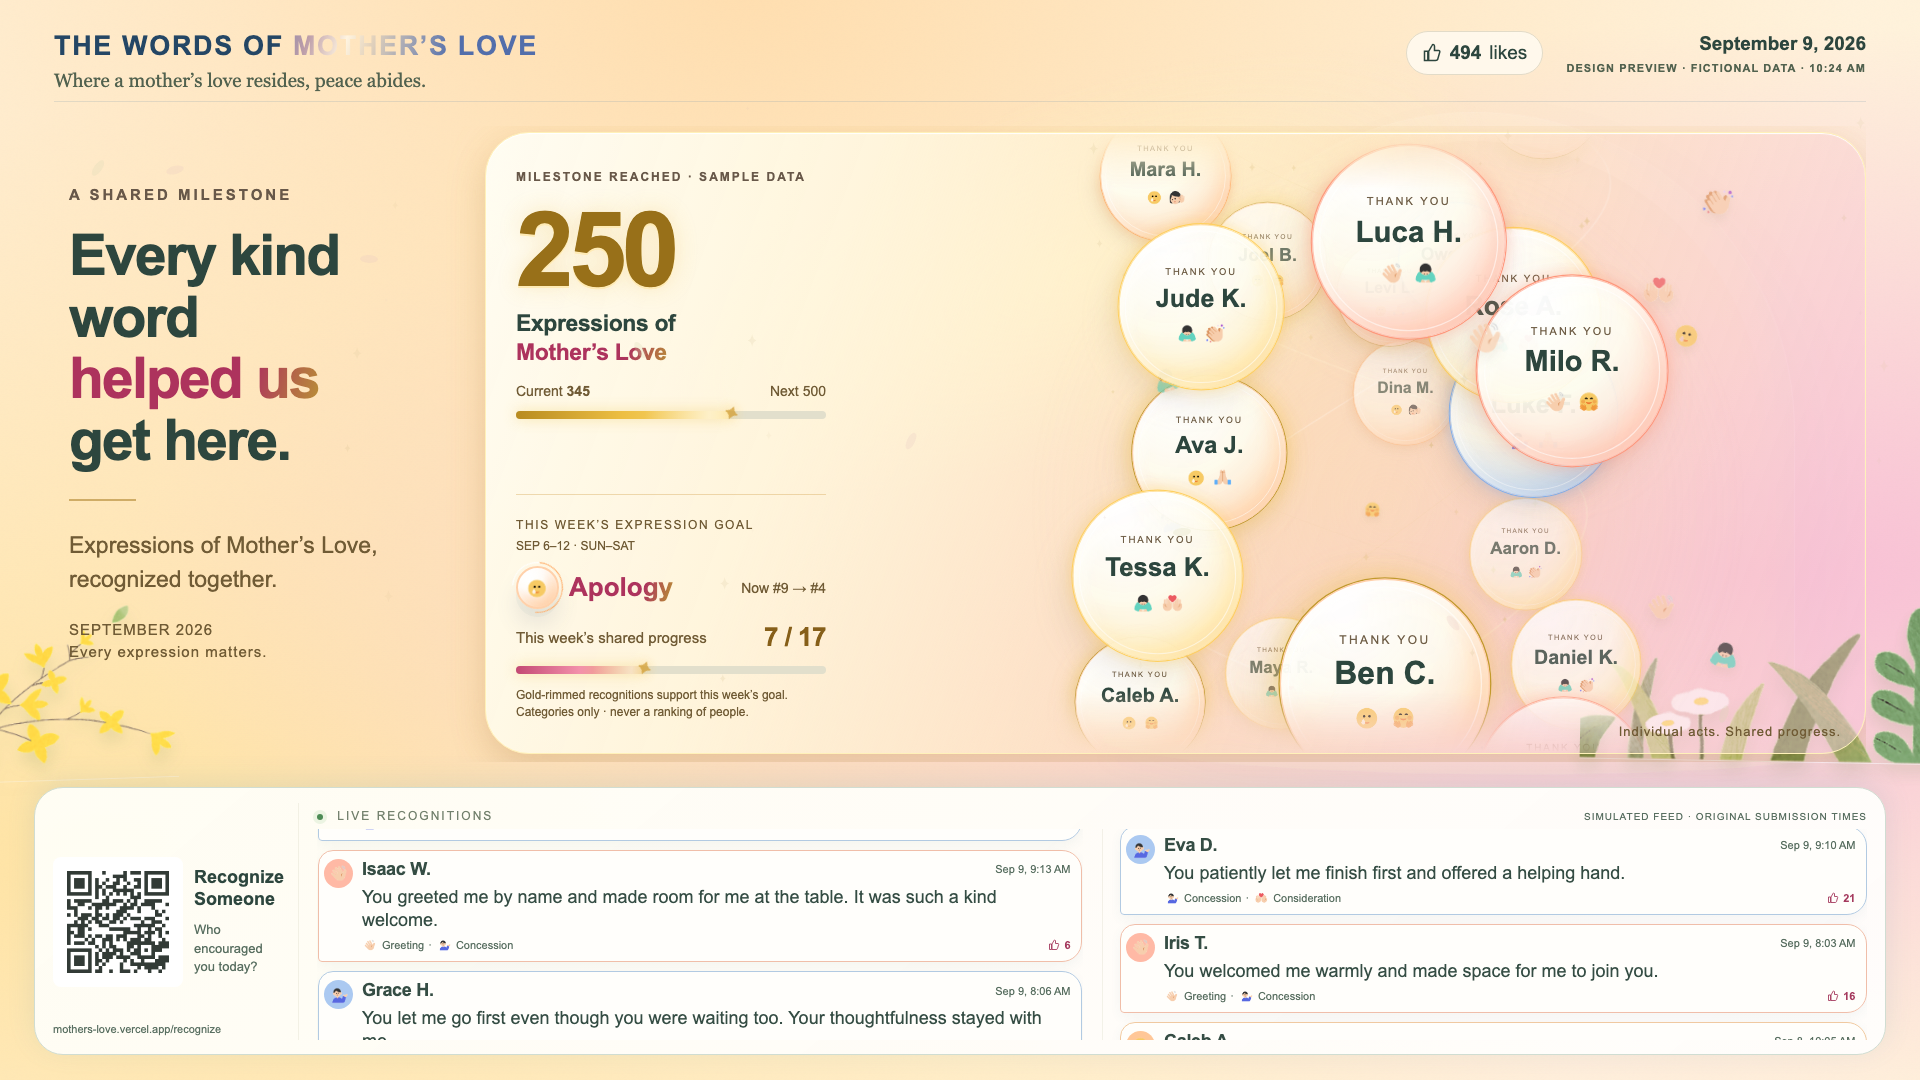 THE WORDS OF MOTHER’S LOVE
Where a mother’s love resides, peace abides.
494 likes
September 9, 2026
DESIGN PREVIEW · FICTIONAL DATA · 10:24 AM
A SHARED MILESTONE
Every kind
word
helped us
get here.
Expressions of Mother’s Love,
recognized together.
SEPTEMBER 2026
Every expression matters.
MILESTONE REACHED · SAMPLE DATA
250
Expressions of
Mother’s Love
Current 345
Next 500
THIS WEEK’S EXPRESSION GOAL
SEP 6–12 · SUN–SAT
Apology
Now #9 → #4
This week’s shared progress
7 / 17
Gold-rimmed recognitions support this week’s goal.
Categories only · never a ranking of people.
THANK YOU
Mara H.
THANK YOU
Joel B.
THANK YOU
Luca H.
THANK YOU
Jude K.
THANK YOU
Milo R.
THANK YOU
Dina M.
THANK YOU
Ava J.
Luke F.
THANK YOU
Tessa K.
THANK YOU
Aaron D.
THANK YOU
Ben C.
THANK YOU
Daniel K.
THANK YOU
Caleb A.
THANK YOU
Individual acts. Shared progress.
LIVE RECOGNITIONS
SIMULATED FEED · ORIGINAL SUBMISSION TIMES
Recognize
Someone
Who
encouraged
you today?
mothers-love.vercel.app/recognize
Isaac W.
Sep 9, 9:13 AM
You greeted me by name and made room for me at the table. It was such a kind
welcome.
Greeting · Concession
6
Grace H.
Sep 9, 8:06 AM
You let me go first even though you were waiting too. Your thoughtfulness stayed with
me.
Eva D.
Sep 9, 9:10 AM
You patiently let me finish first and offered a helping hand.
Concession · Consideration
21
Iris T.
Sep 9, 8:03 AM
You welcomed me warmly and made space for me to join you.
Greeting · Concession
16
Caleb A.